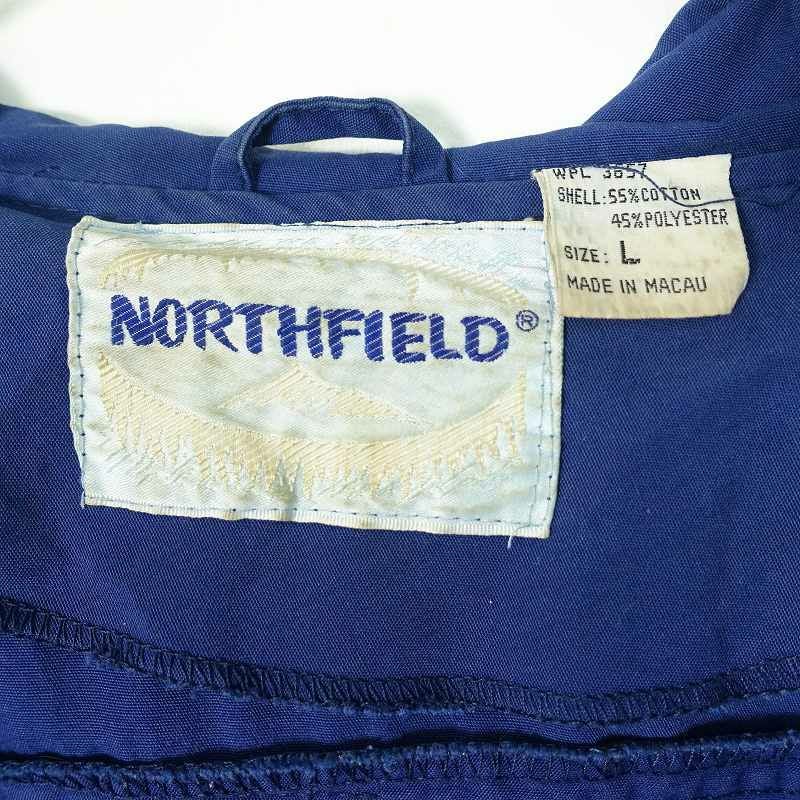 NORTHFIELD®
WPL 3657
SHELL: 55%COTTON
45%POLYESTER
SIZE: L
MADE IN MACAU